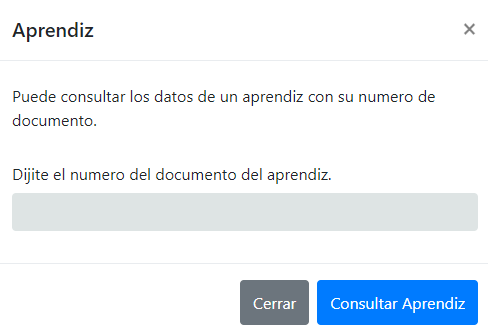 Aprendiz ×
Puede consultar los datos de un aprendiz con su numero de
documento.
Dijite el numero del documento del aprendiz.
Cerrar Consultar Aprendiz